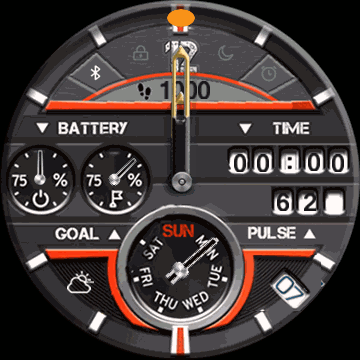 1000
BATTERY TIME
75 % 75 % 00:00
62
GOAL PULSE
SUN
MON
TUE
WED
THU
FRI
SAT
07